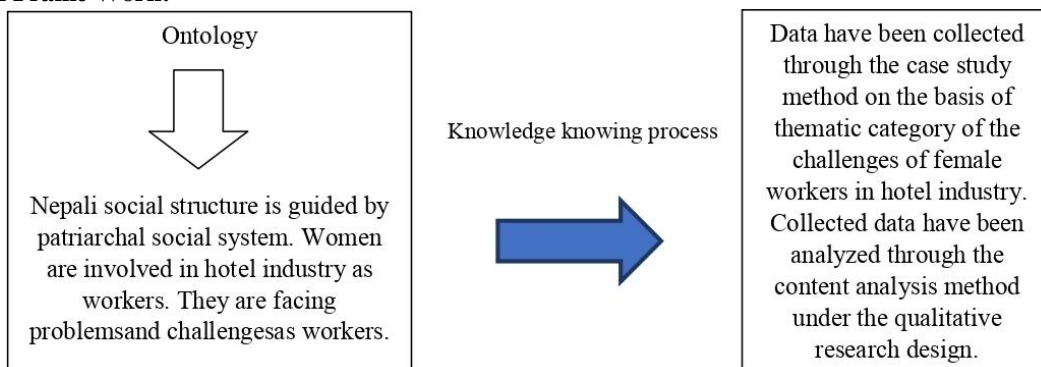 Ontology
Nepali social structure is guided by
patriarchal social system. Women
are involved in hotel industry as
workers. They are facing
problemsand challengesas workers.
Knowledge knowing process
Data have been collected
through the case study
method on the basis of
thematic category of the
challenges of female
workers in hotel industry.
Collected data have been
analyzed through the
content analysis method
under the qualitative
research design.